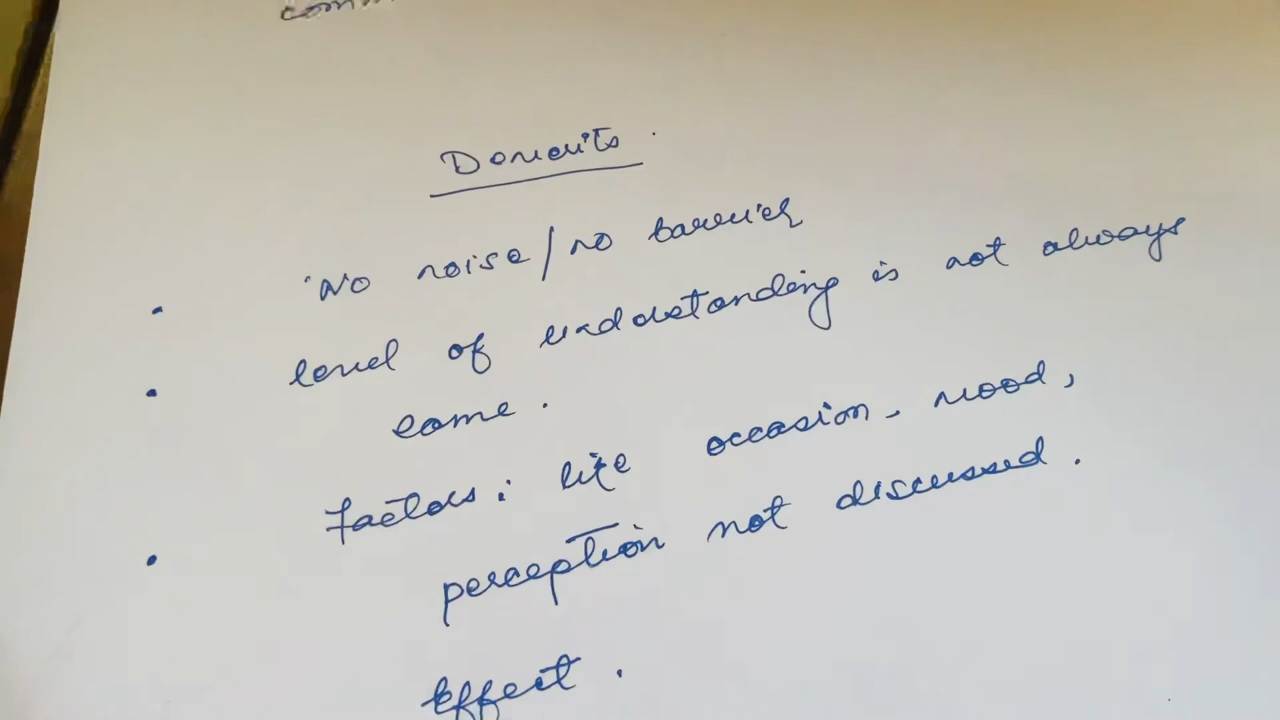 Demerits.
• No noise/no barrier
• level of understanding is not always
same.
• factors: like occasion, mood,
perception not discussed.
Effect.